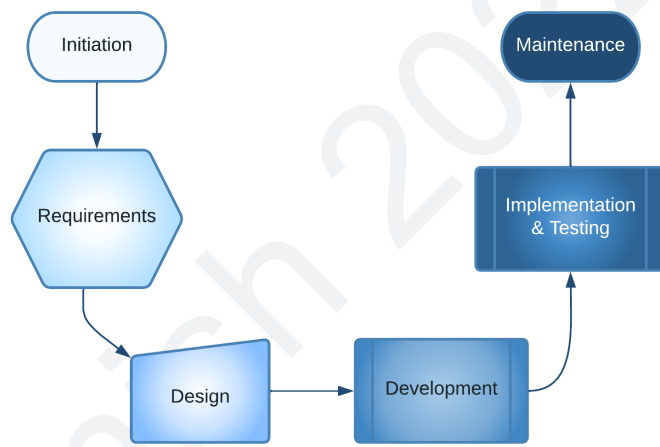 Initiation
Requirements
Design
Development
Implementation
& Testing
Maintenance